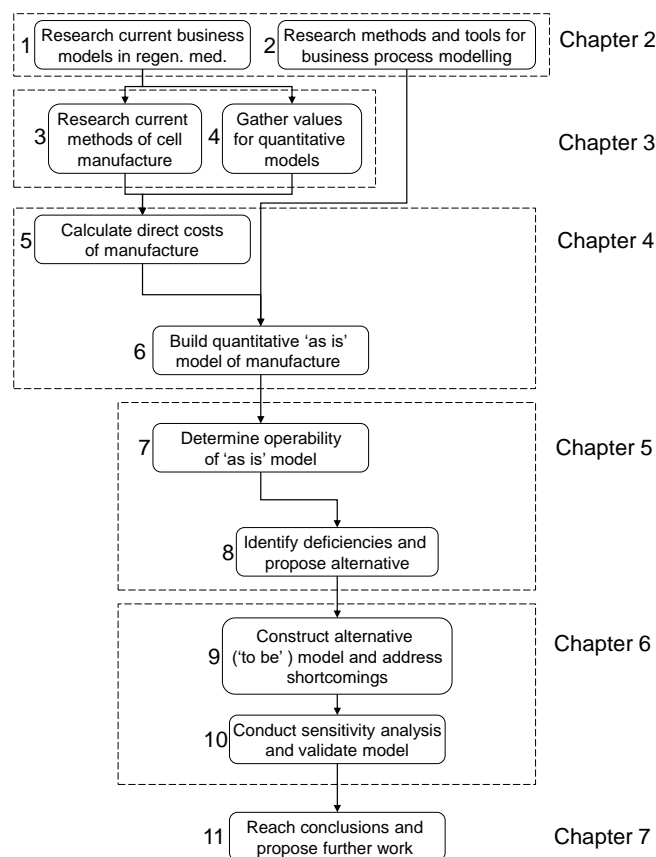 1
Research current business
models in regen. med.
2
Research methods and tools for
business process modelling
Chapter 2
3
Research current
methods of cell
manufacture
4
Gather values
for quantitative
models
Chapter 3
5
Calculate direct costs
of manufacture
Chapter 4
6
Build quantitative ‘as is’
model of manufacture
7
Determine operability
of ‘as is’ model
Chapter 5
8
Identify deficiencies and
propose alternative
9
Construct alternative
(‘to be’ ) model and address
shortcomings
Chapter 6
10
Conduct sensitivity analysis
and validate model
11
Reach conclusions and
propose further work
Chapter 7